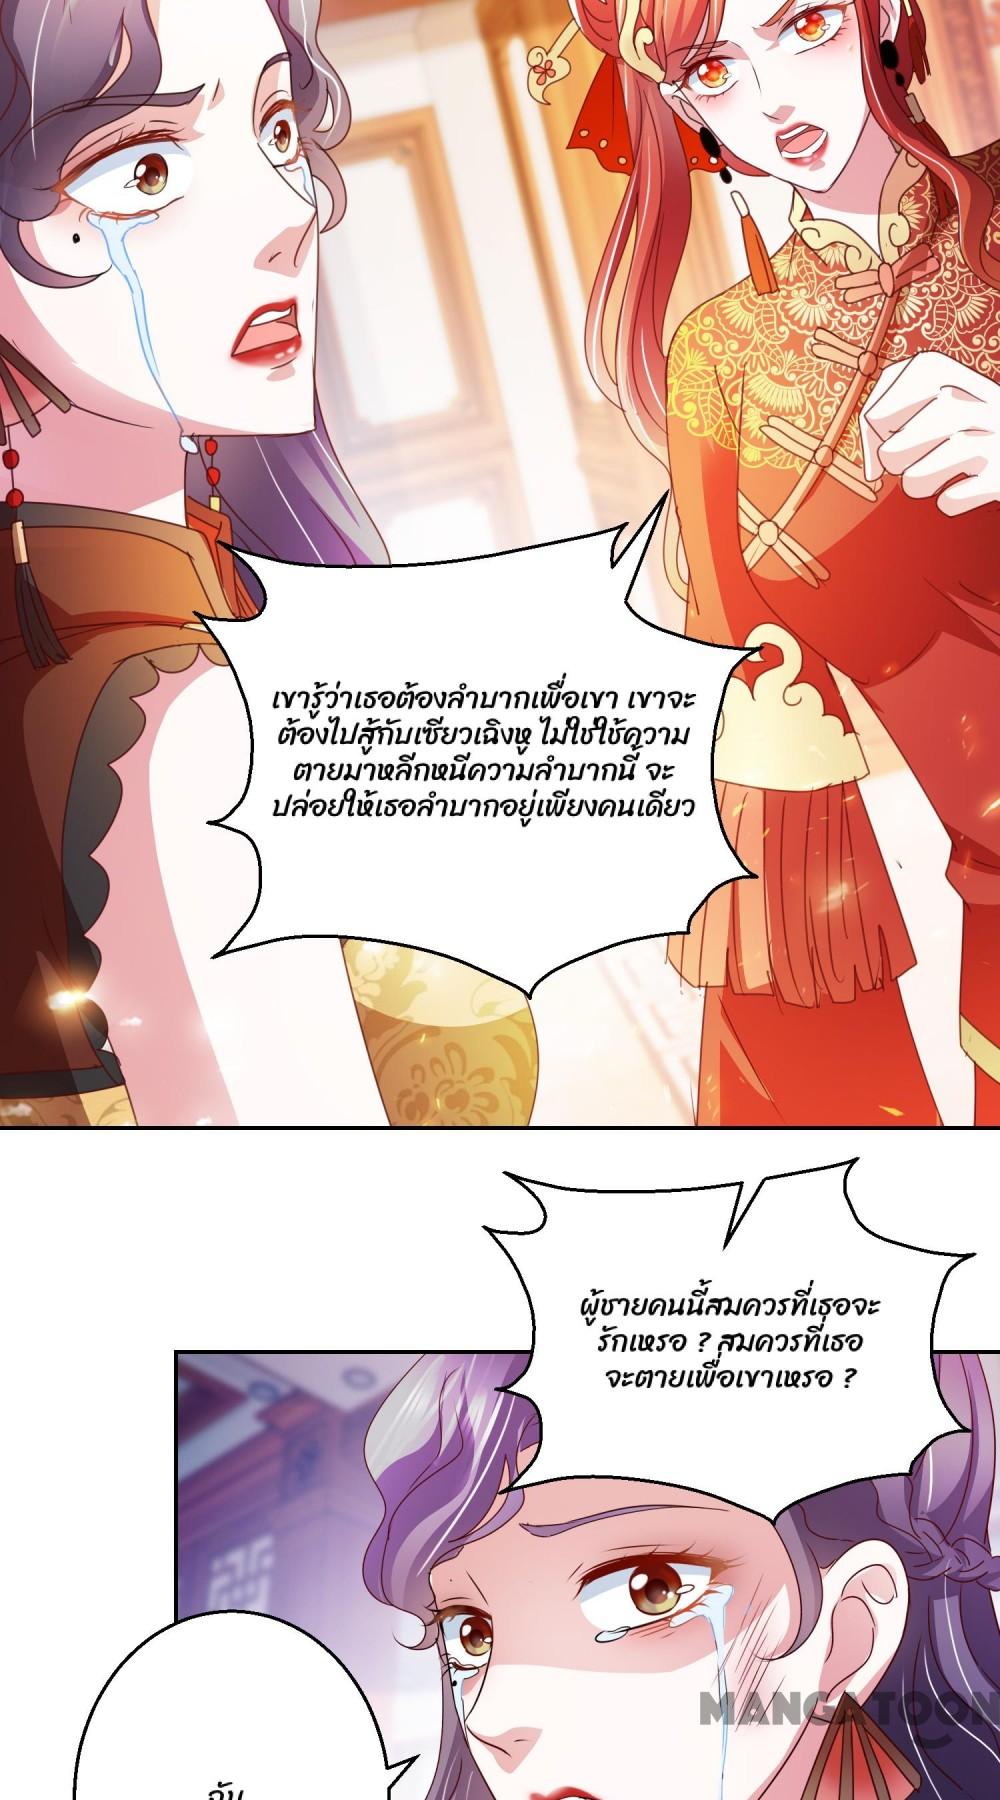 เขารู้ว่าเธอต้องลำบากเพื่อเขา เขาจะ
ต้องไปสู้กับเซียวเฉิงหู ไม่ใช่ใช้ความ
ตายมาหลีกหนีความลำบากนี้ จะ
ปล่อยให้เธอลำบากอยู่เพียงคนเดียว
ผู้ชายคนนี้สมควรที่เธอจะ
รักเหรอ ? สมควรที่เธอ
จะตายเพื่อเขาเหรอ ?
MANGATOON
ฉัน